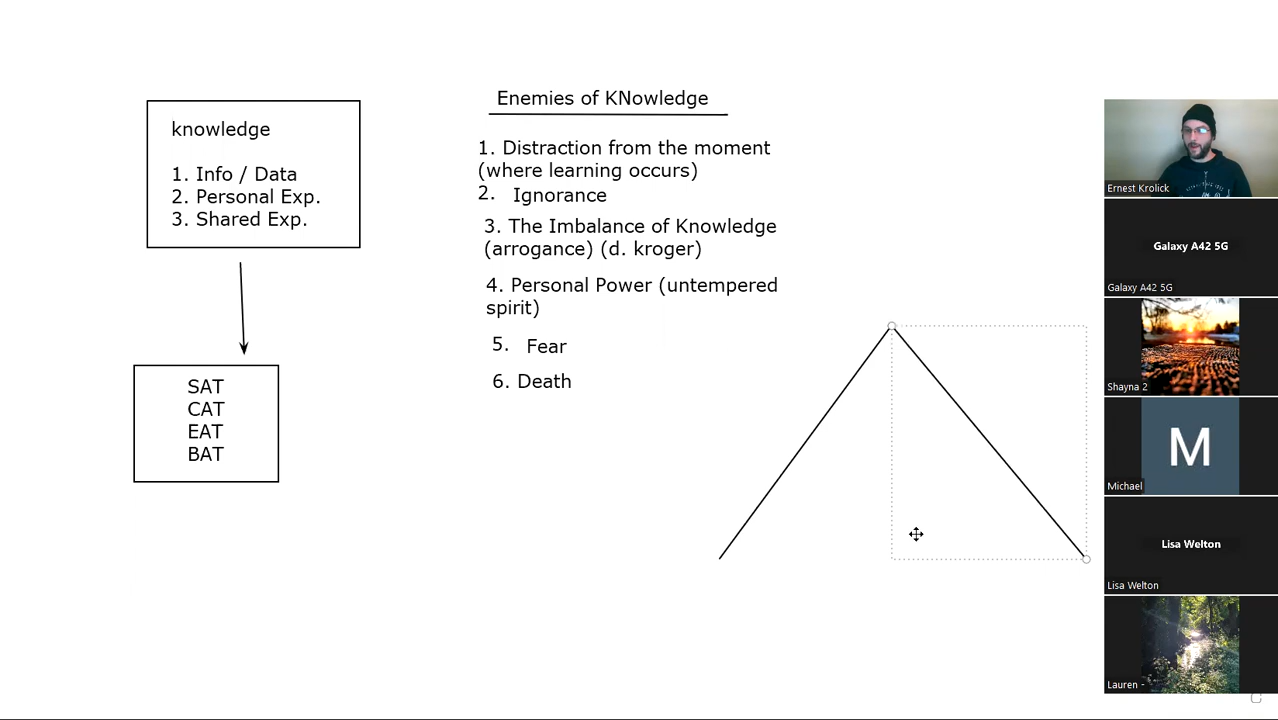 knowledge
1. Info / Data
2. Personal Exp.
3. Shared Exp.
SAT
CAT
EAT
BAT
Enemies of KNowledge
1. Distraction from the moment
(where learning occurs)
2. Ignorance
3. The Imbalance of Knowledge
(arrogance) (d. kroger)
4. Personal Power (untempered
spirit)
5. Fear
6. Death
Ernest Krolick
Galaxy A42 5G
Galaxy A42 5G
Shayna 2
M
Michael
Lisa Welton
Lisa Welton
Lauren -